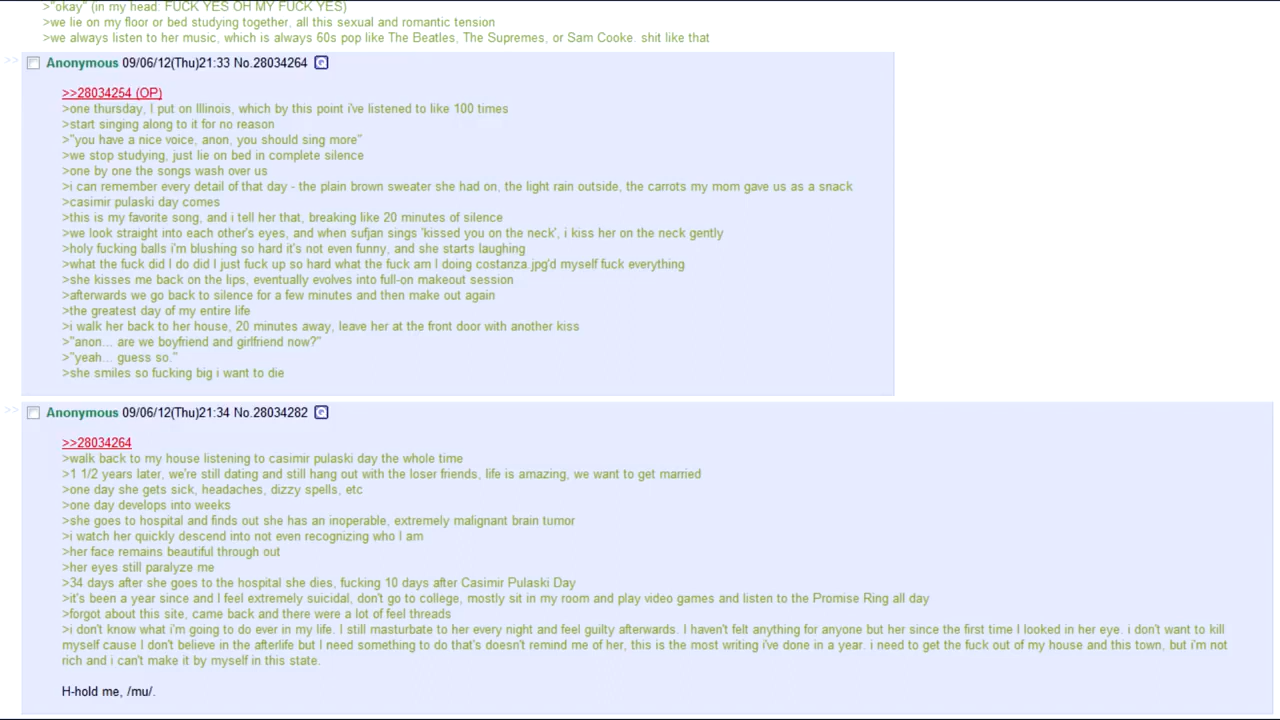 >"okay" (in my head: FUCK YES OH MY FUCK YES)
>we lie on my floor or bed studying together, all this sexual and romantic tension
>we always listen to her music, which is always 60s pop like The Beatles, The Supremes, or Sam Cooke. shit like that
>> Anonymous 09/06/12(Thu)21:33 No.28034264
>>28034254 (OP)
>one thursday, I put on Illinois, which by this point i've listened to like 100 times
>start singing along to it for no reason
>"you have a nice voice, anon, you should sing more"
>we stop studying, just lie on bed in complete silence
>one by one the songs wash over us
>i can remember every detail of that day - the plain brown sweater she had on, the light rain outside, the carrots my mom gave us as a snack
>casimir pulaski day comes
>this is my favorite song, and i tell her that, breaking like 20 minutes of silence
>we look straight into each other's eyes, and when sufjan sings 'kissed you on the neck', i kiss her on the neck gently
>holy fucking balls i'm blushing so hard it's not even funny, and she starts laughing
>what the fuck did I do did I just fuck up so hard what the fuck am I doing costanza.jpg'd myself fuck everything
>she kisses me back on the lips, eventually evolves into full-on makeout session
>afterwards we go back to silence for a few minutes and then make out again
>the greatest day of my entire life
>i walk her back to her house, 20 minutes away, leave her at the front door with another kiss
>"anon... are we boyfriend and girlfriend now?"
>"yeah... guess so."
>she smiles so fucking big i want to die
>> Anonymous 09/06/12(Thu)21:34 No.28034282
>>28034264
>walk back to my house listening to casimir pulaski day the whole time
>1 1/2 years later, we're still dating and still hang out with the loser friends, life is amazing, we want to get married
>one day she gets sick, headaches, dizzy spells, etc
>one day develops into weeks
>she goes to hospital and finds out she has an inoperable, extremely malignant brain tumor
>i watch her quickly descend into not even recognizing who I am
>her face remains beautiful through out
>her eyes still paralyze me
>34 days after she goes to the hospital she dies, fucking 10 days after Casimir Pulaski Day
>it's been a year since and I feel extremely suicidal, don't go to college, mostly sit in my room and play video games and listen to the Promise Ring all day
>forgot about this site, came back and there were a lot of feel threads
>i don't know what i'm going to do ever in my life. I still masturbate to her every night and feel guilty afterwards. I haven't felt anything for anyone but her since the first time I looked in her eye. i don't want to kill
myself cause I don't believe in the afterlife but I need something to do that's doesn't remind me of her, this is the most writing i've done in a year. i need to get the fuck out of my house and this town, but i'm not
rich and i can't make it by myself in this state.
H-hold me, /mu/.